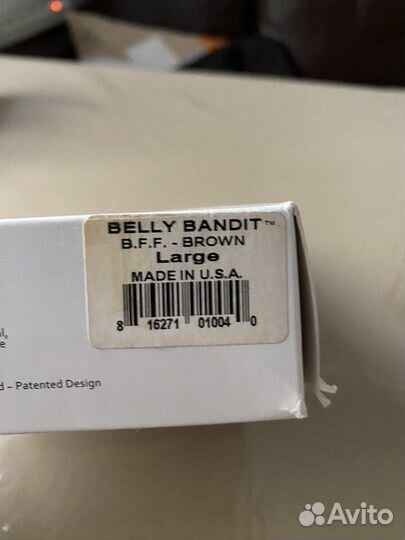 BELLY BANDIT™
B.F.F. - BROWN
Large
MADE IN U.S.A.
8 16271 01004 0
d – Patented Design
Avito